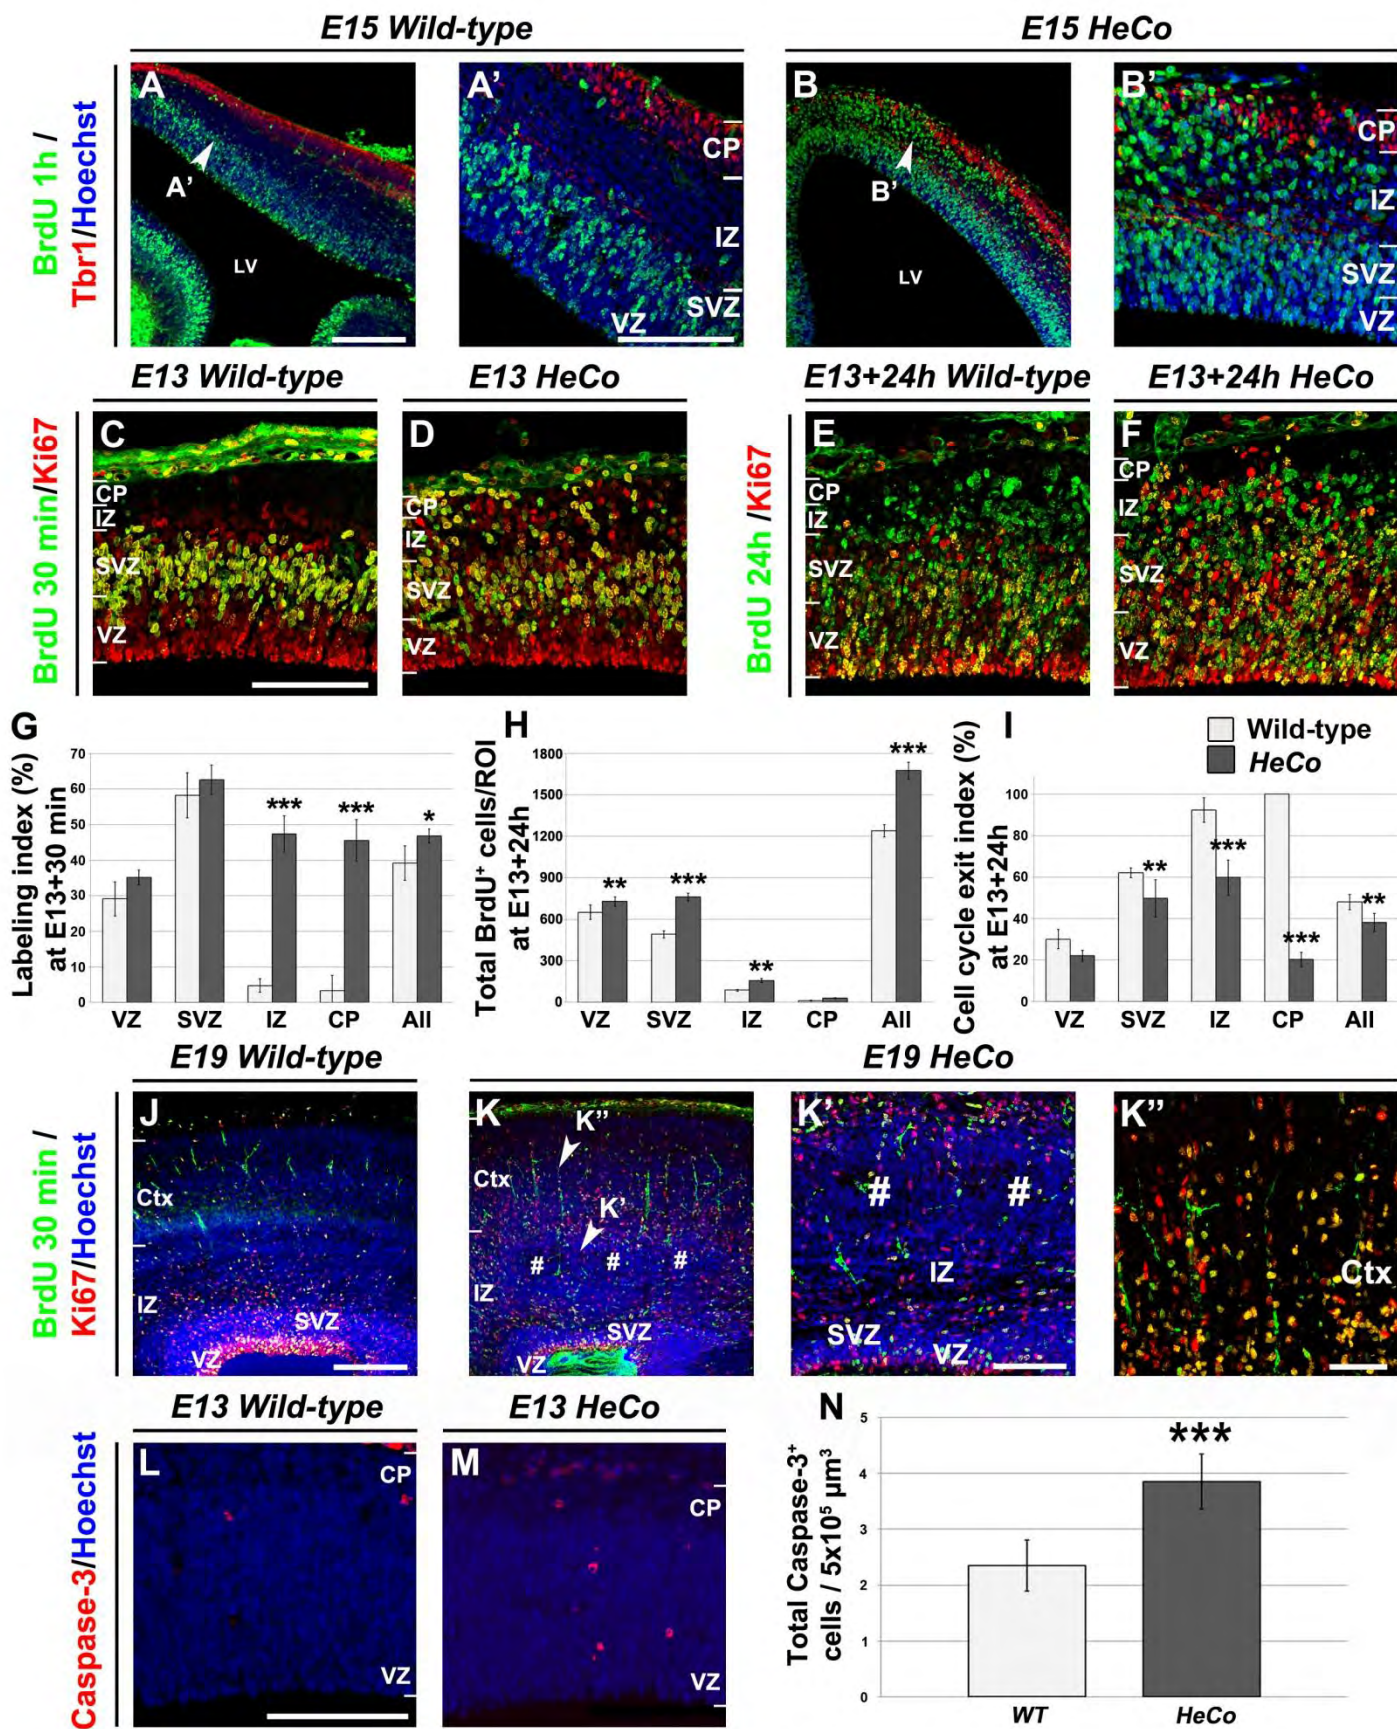 E15 Wild-type
E15 HeCo
BrdU 1h /
Tbr1/Hoechst
A
A'
LV
A'
CP
IZ
SVZ
VZ
B
B'
LV
B'
CP
IZ
SVZ
VZ
E13 Wild-type
E13 HeCo
E13+24h Wild-type
E13+24h HeCo
BrdU 30 min/Ki67
C
CP
IZ
SVZ
VZ
D
CP
IZ
SVZ
VZ
BrdU 24h /Ki67
E
CP
IZ
SVZ
VZ
F
CP
IZ
SVZ
VZ
G
Labeling index (%)
at E13+30 min
70
60
50
40
30
20
10
0
***
***
*
VZ
SVZ
IZ
CP
All
H
Total BrdU⁺ cells/ROI
at E13+24h
1800
1500
1200
900
600
300
0
**
***
**
***
VZ
SVZ
IZ
CP
All
I
Wild-type
HeCo
Cell cycle exit index (%)
at E13+24h
100
80
60
40
20
0
**
***
***
**
VZ
SVZ
IZ
CP
All
E19 Wild-type
E19 HeCo
BrdU 30 min /
Ki67/Hoechst
J
Ctx
IZ
SVZ
VZ
K
K''
Ctx
K'
# # #
IZ
SVZ
VZ
K'
# #
IZ
SVZ
VZ
K''
Ctx
E13 Wild-type
E13 HeCo
Caspase-3/Hoechst
L
CP
VZ
M
CP
VZ
N
Total Caspase-3⁺
cells / 5x10⁵ µm³
5
4
3
2
1
0
***
WT
HeCo